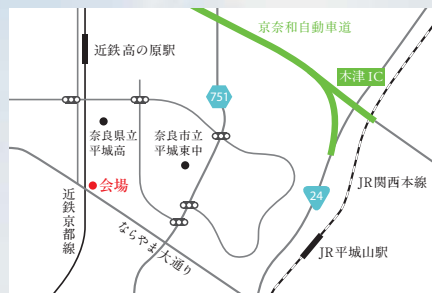 京奈和自動車道
近鉄高の原駅
木津IC
751
奈良県立
平城高
奈良市立
平城東中
会場
JR関西本線
24
近鉄京都線
ならやま大通り
JR平城山駅